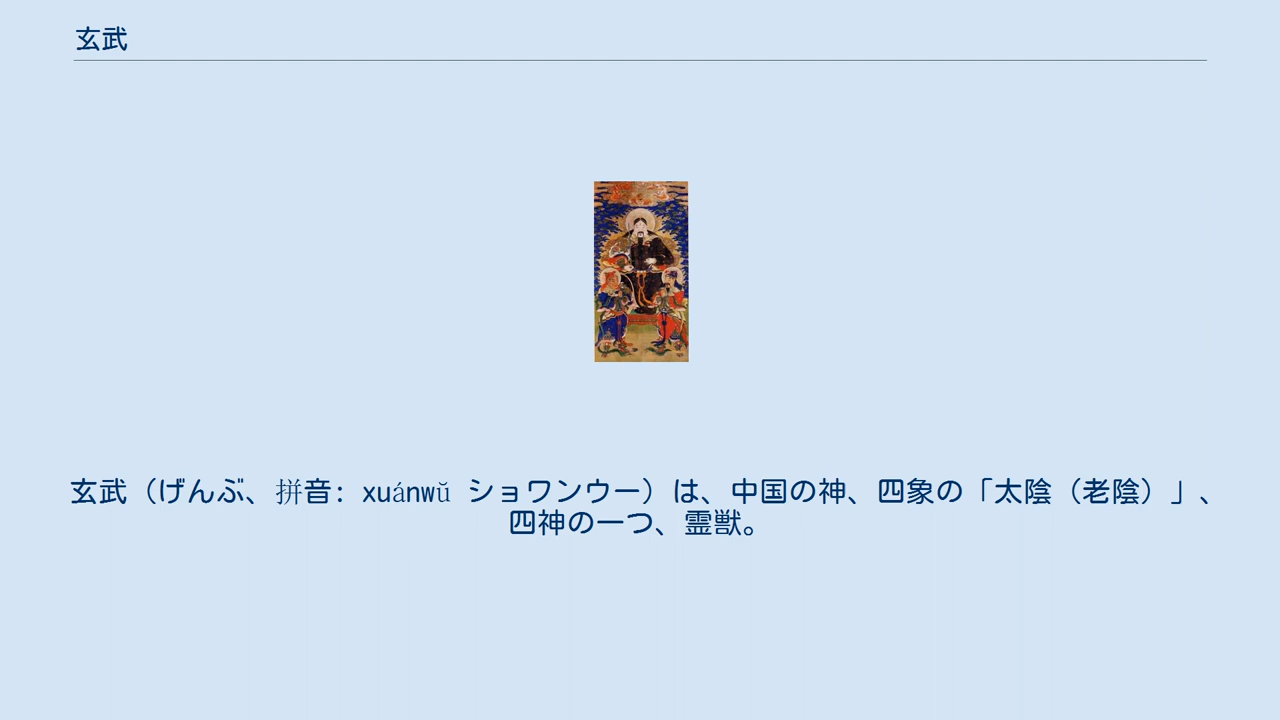 玄武
玄武（げんぶ、拼音: xuánwŭ ショワンウー）は、中国の神、四象の「太陰（老陰）」、
四神の一つ、霊獣。